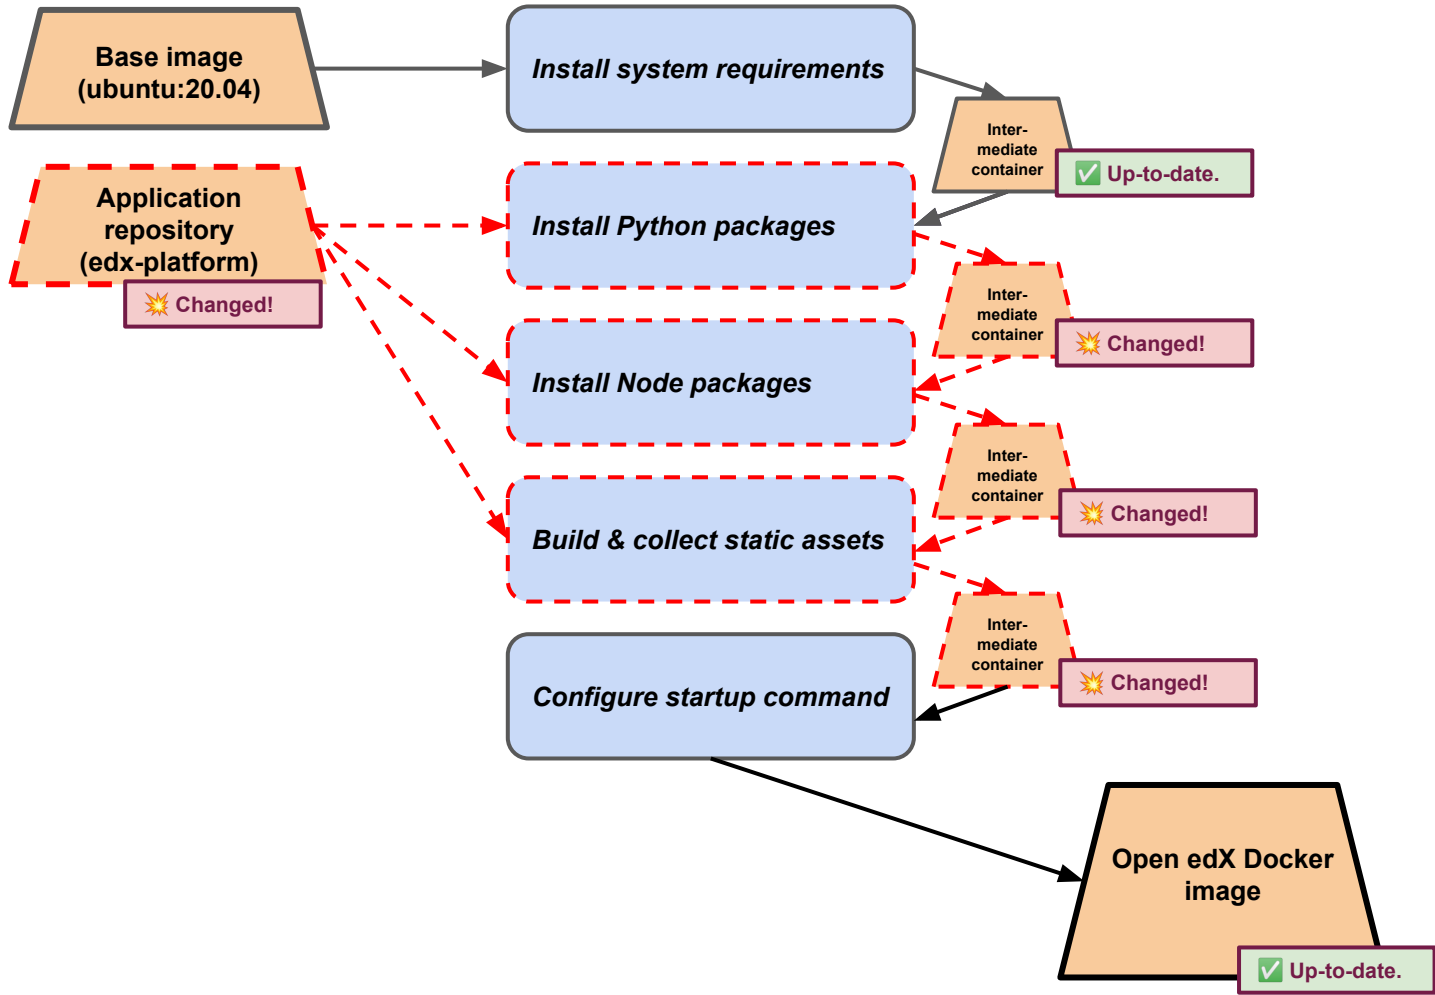 Base image
(ubuntu:20.04)
Install system requirements
Inter-
mediate
container
✅ Up-to-date.
Application
repository
(edx-platform)
💥 Changed!
Install Python packages
Inter-
mediate
container
💥 Changed!
Install Node packages
Inter-
mediate
container
💥 Changed!
Build & collect static assets
Inter-
mediate
container
💥 Changed!
Configure startup command
Open edX Docker
image
✅ Up-to-date.